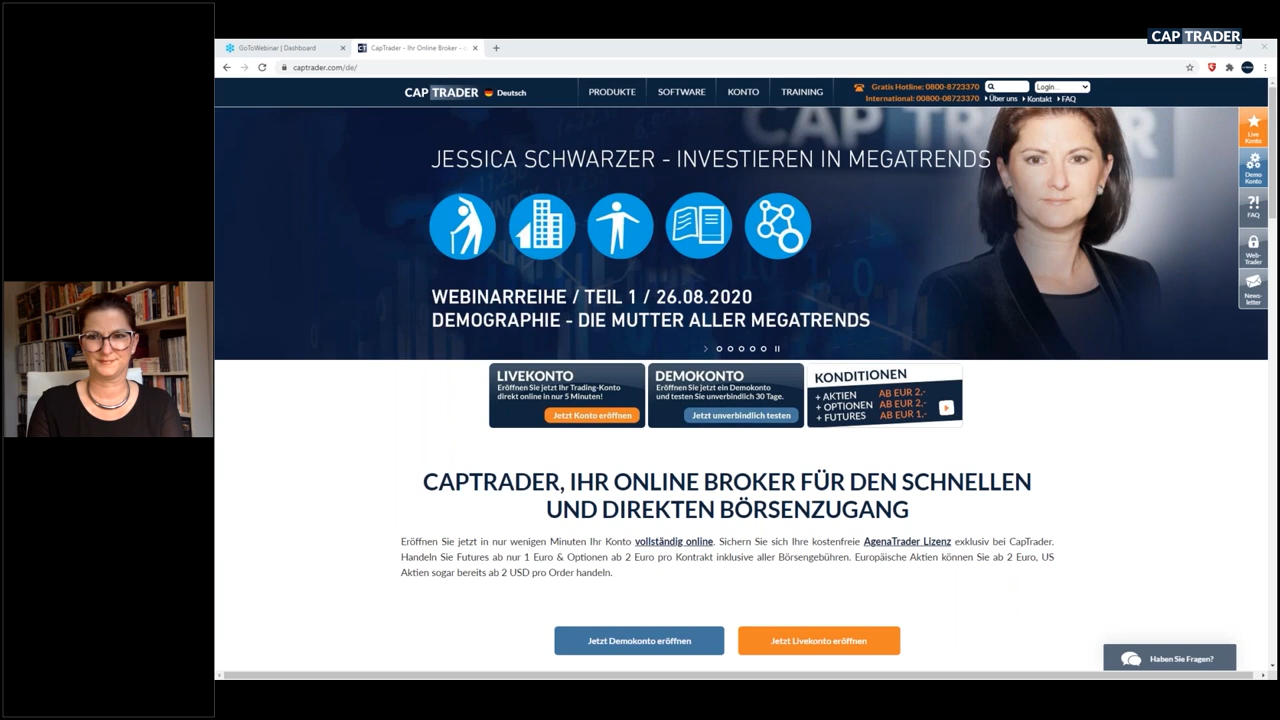 CAP TRADER
GoToWebinar | Dashboard
CapTrader - Ihr Online Broker -
captrader.com/de/
CAP TRADER Deutsch
PRODUKTE SOFTWARE KONTO TRAINING
Gratis Hotline: 0800-8723370
International: 00800-08723370
Login...
Über uns Kontakt FAQ
CAP TRADER
JESSICA SCHWARZER - INVESTIEREN IN MEGATRENDS
WEBINARREIHE / TEIL 1 / 26.08.2020
DEMOGRAPHIE - DIE MUTTER ALLER MEGATRENDS
Live
Konto
Demo
Konto
?!
FAQ
Web-
Trader
News-
letter
LIVEKONTO
Eröffnen Sie jetzt Ihr Trading-Konto
direkt online in nur 5 Minuten!
Jetzt Konto eröffnen
DEMOKONTO
Eröffnen Sie jetzt ein Demokonto
und testen Sie unverbindlich 30 Tage.
Jetzt unverbindlich testen
KONDITIONEN
+ AKTIEN AB EUR 2,-
+ OPTIONEN AB EUR 2,-
+ FUTURES AB EUR 1,-
CAPTRADER, IHR ONLINE BROKER FÜR DEN SCHNELLEN
UND DIREKTEN BÖRSENZUGANG
Eröffnen Sie jetzt in nur wenigen Minuten Ihr Konto vollständig online. Sichern Sie sich Ihre kostenfreie AgenaTrader Lizenz exklusiv bei CapTrader.
Handeln Sie Futures ab nur 1 Euro & Optionen ab 2 Euro pro Kontrakt inklusive aller Börsengebühren. Europäische Aktien können Sie ab 2 Euro, US
Aktien sogar bereits ab 2 USD pro Order handeln.
Jetzt Demokonto eröffnen
Jetzt Livekonto eröffnen
Haben Sie Fragen?